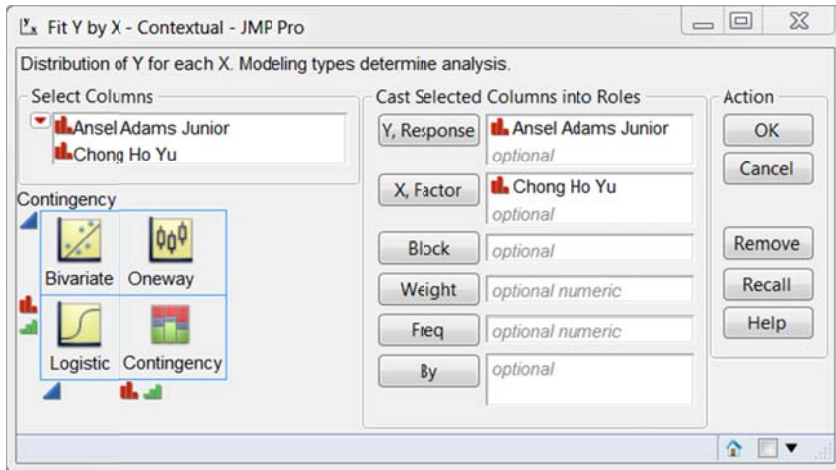 Fit Y by X - Contextual - JMP Pro
Distribution of Y for each X. Modeling types determine analysis.
Select Columns
Ansel Adams Junior
Chong Ho Yu
Contingency
Bivariate Oneway
Logistic Contingency
Cast Selected Columns into Roles
Y, Response Ansel Adams Junior
optional
X, Factor Chong Ho Yu
optional
Block optional
Weight optional numeric
Freq optional numeric
By optional
Action
OK
Cancel
Remove
Recall
Help